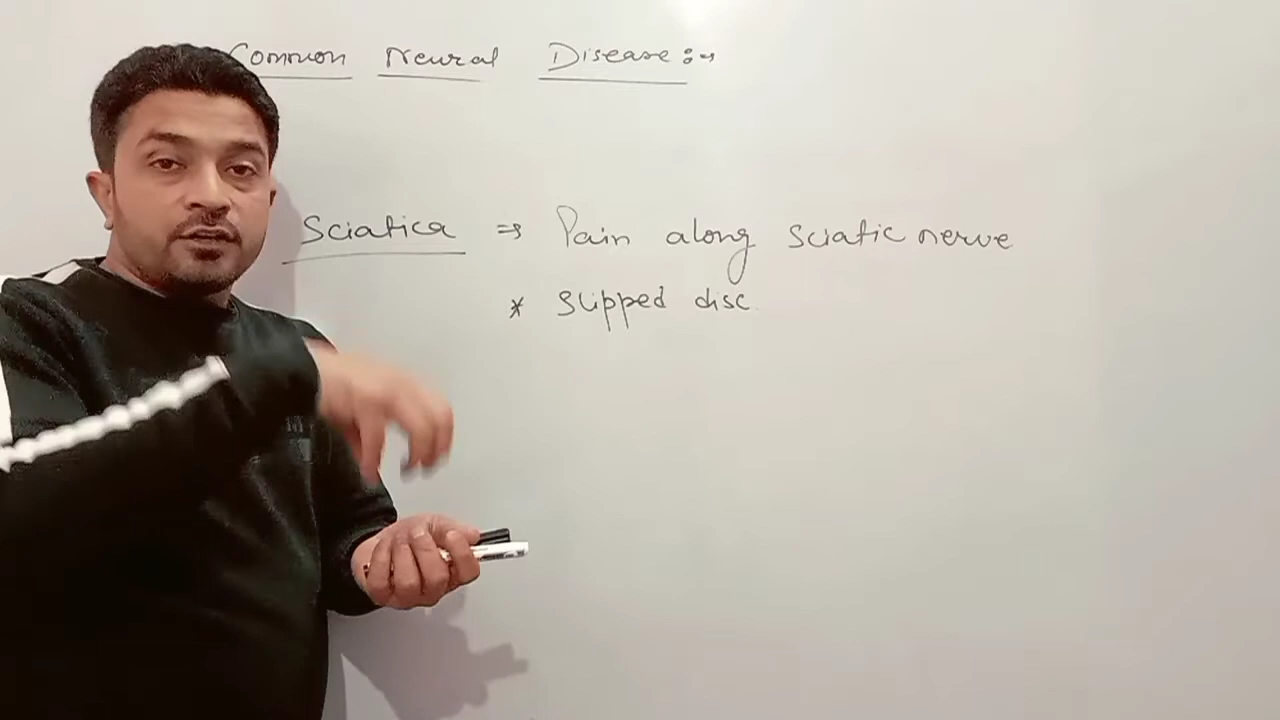 Common Neural Disease:→
Sciatica ⇒ Pain along sciatic nerve
* slipped disc